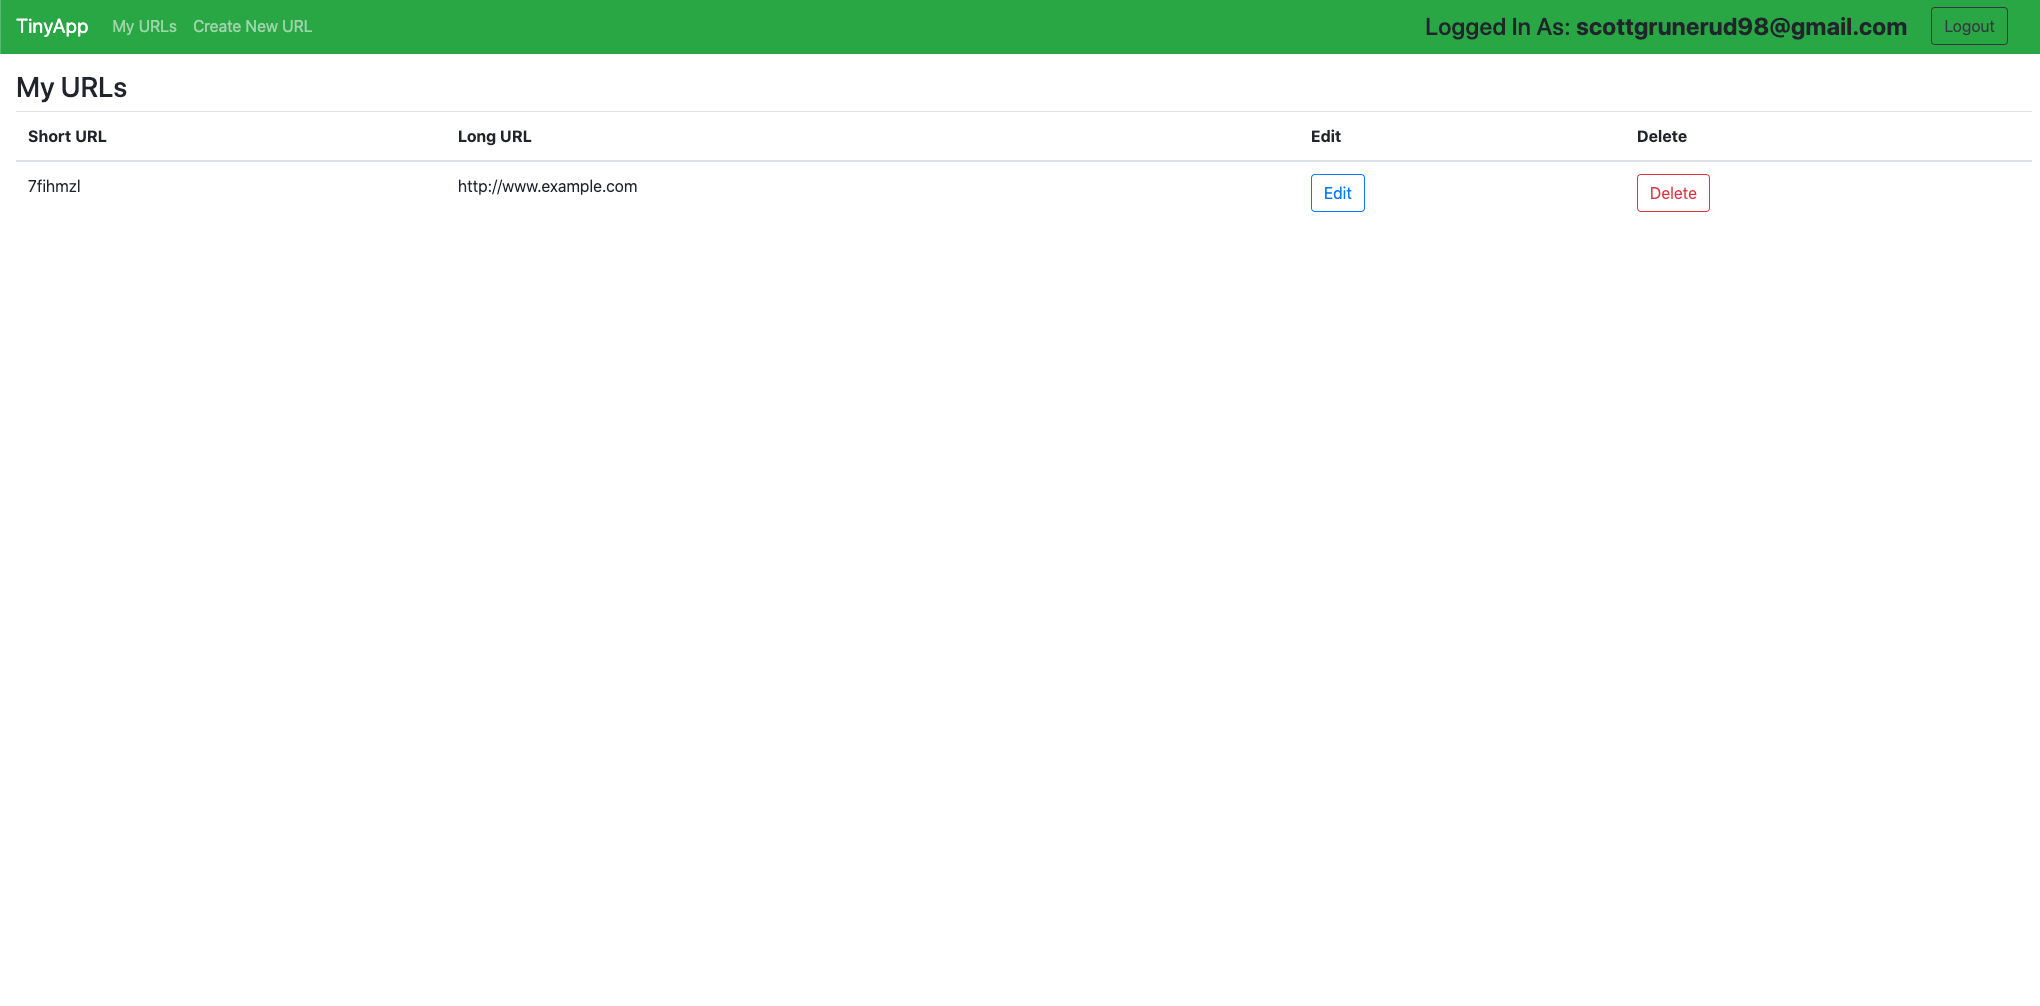 TinyApp My URLs Create New URL Logged In As: scottgrunerud98@gmail.com Logout
My URLs
Short URL Long URL Edit Delete
7fihmzl http://www.example.com Edit Delete